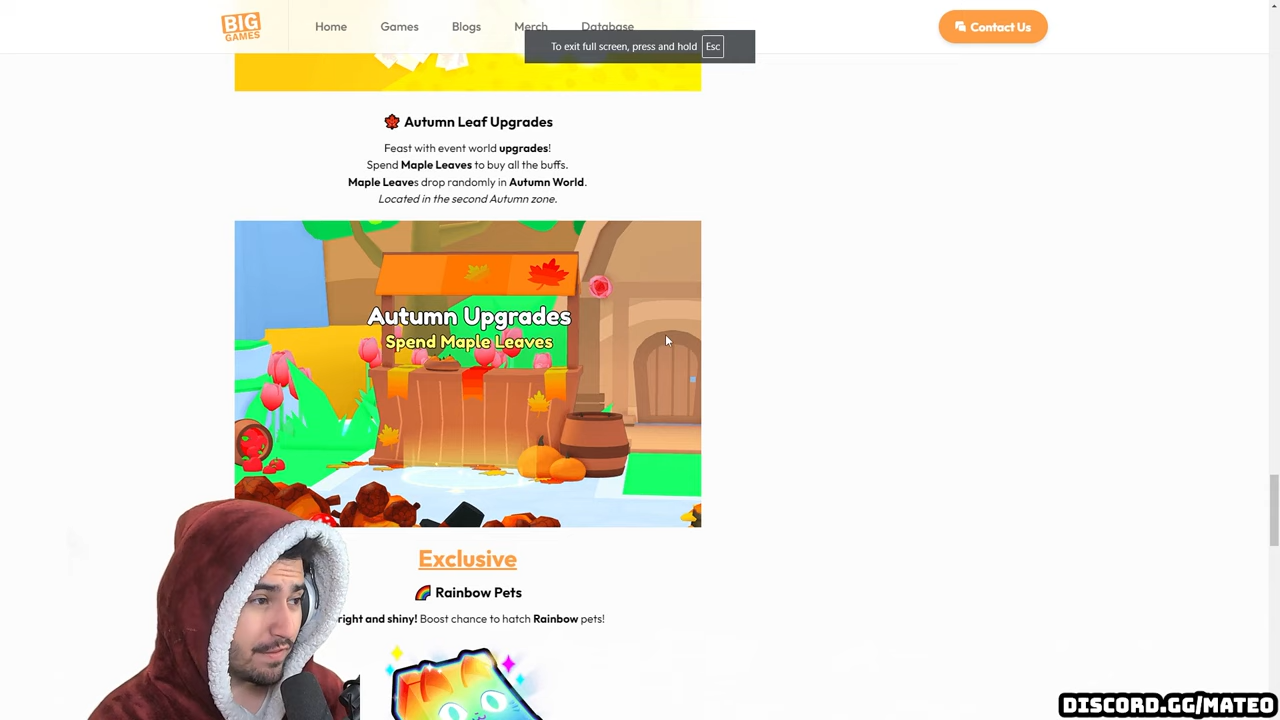 BIG
GAMES
Home
Games
Blogs
Merch
Database
Contact Us
To exit full screen, press and hold Esc
Autumn Leaf Upgrades
Feast with event world upgrades!
Spend Maple Leaves to buy all the buffs.
Maple Leaves drop randomly in Autumn World.
Located in the second Autumn zone.
Autumn Upgrades
Spend Maple Leaves
Exclusive
Rainbow Pets
right and shiny! Boost chance to hatch Rainbow pets!
DISCORD.GG/MATEO